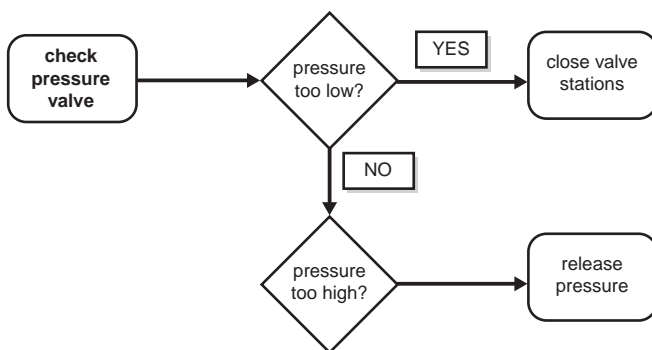 check
pressure
valve
pressure
too low?
YES
close valve
stations
NO
pressure
too high?
release
pressure